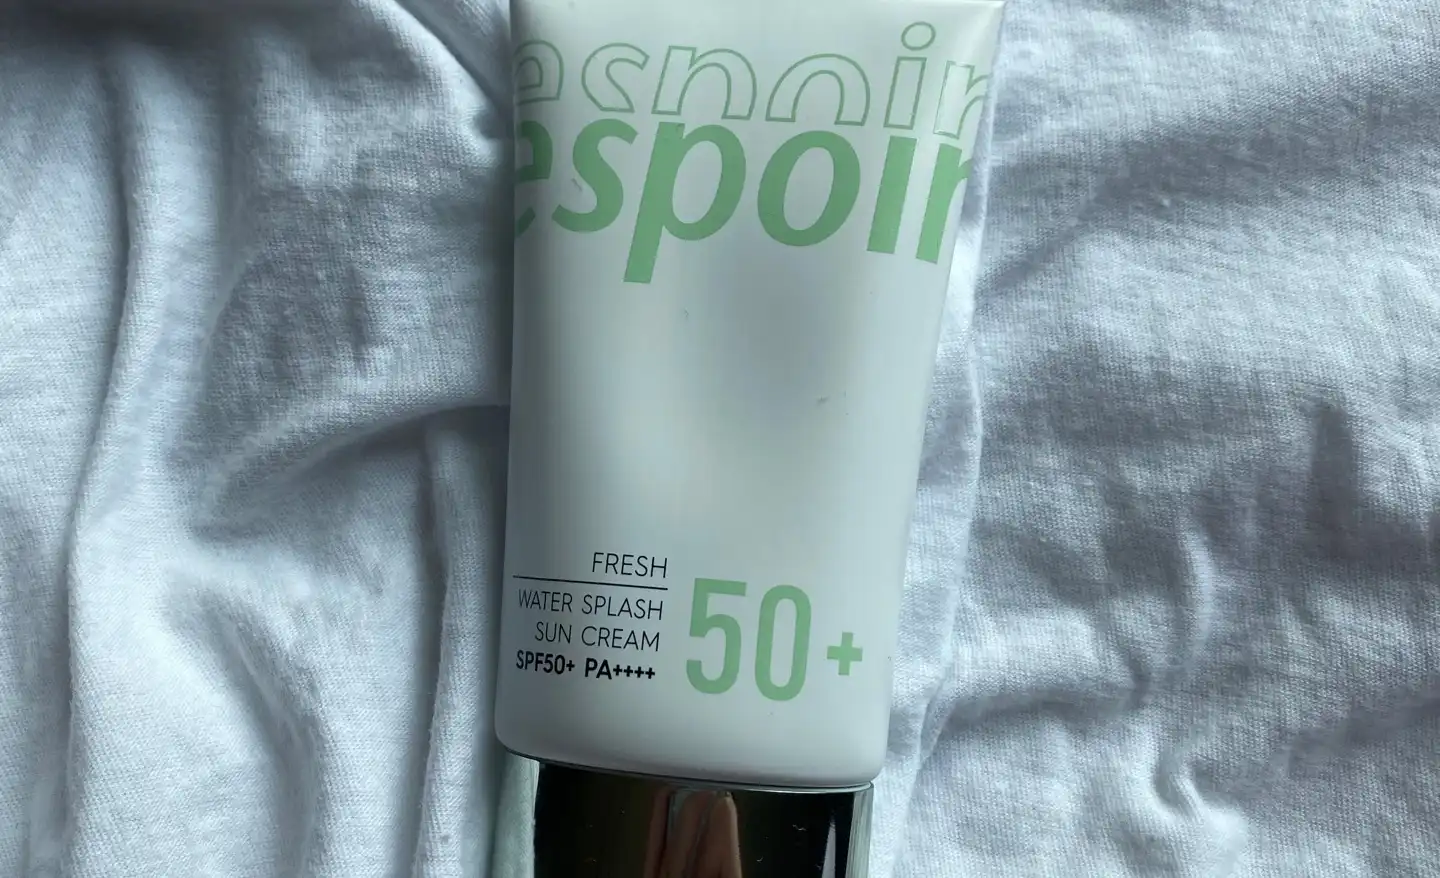 espoir
espoir
FRESH
WATER SPLASH
SUN CREAM
SPF50+ PA++++
50+